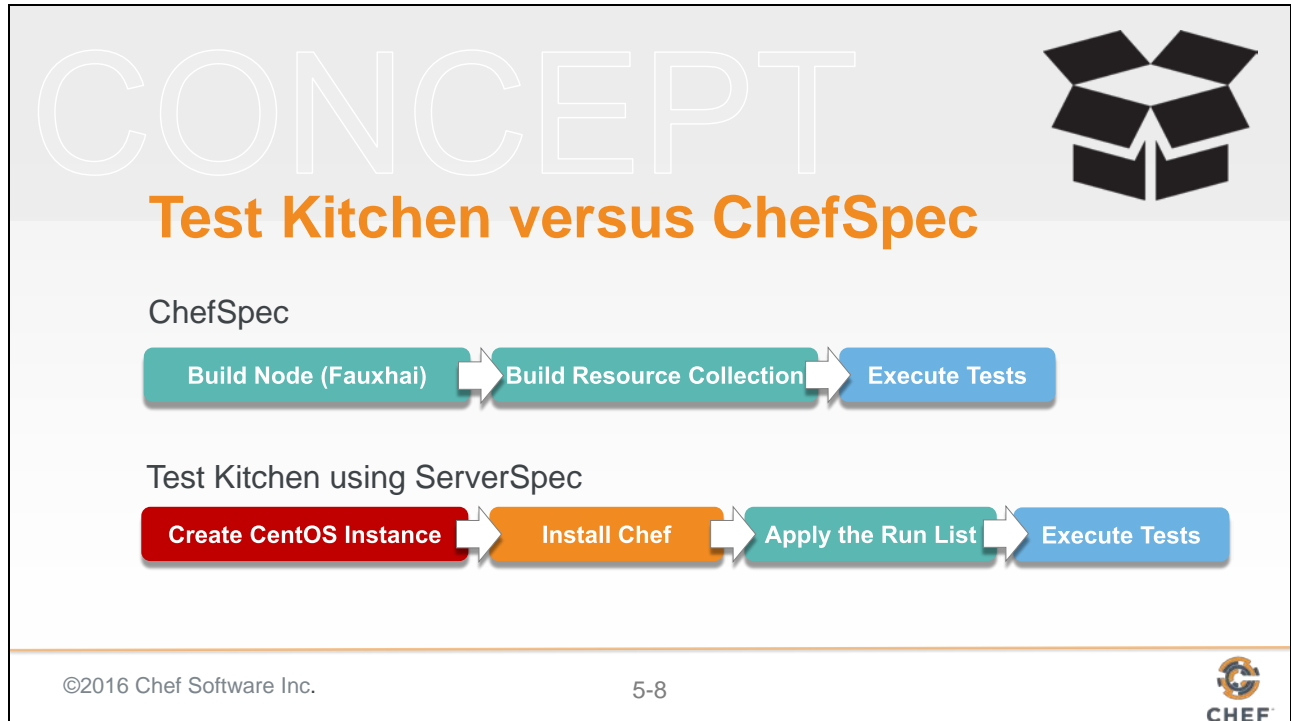 CONCEPT
Test Kitchen versus ChefSpec
ChefSpec
Build Node (Fauxhai) Build Resource Collection Execute Tests
Test Kitchen using ServerSpec
Create CentOS Instance Install Chef Apply the Run List Execute Tests
©2016 Chef Software Inc. 5-8
CHEF